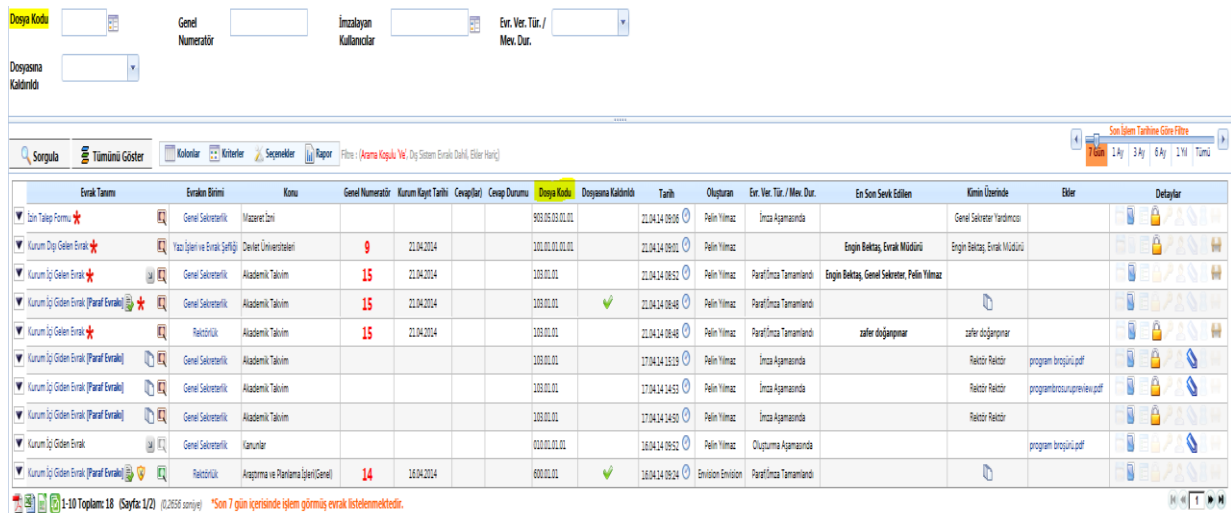 Dosya Kodu
Genel Numaratör
İmzalayan Kullanıcılar
Evr. Ver. Tür. / Mev. Dur.
Dosyasına Kaldırıldı
Son İşlem Tarihine Göre Filtre
7 Gün 1 Ay 3 Ay 6 Ay 1 Yıl Tümü
Sorgula Tümünü Göster Kolonlar Kriterler Seçenekler Rapor Filtre : (Arama Koşulu 'Ve', Dış Sistem Evrakı Dahil, Ekler Hariç)
Evrak Tanımı Evrakın Birimi Konu Genel Numaratör Kurum Kayıt Tarihi Cevap(lar) Cevap Durumu Dosya Kodu Dosyasına Kaldırıldı Tarih Oluşturan Evr. Ver. Tür. / Mev. Dur. En Son Sevk Edilen Kimin Üzerinde Ekler Detaylar
İzin Talep Formu Genel Sekreterlik Mazeret İzni 903.05.03.01.01 21.04.14 09:06 Pelin Yılmaz İmza Aşamasında Genel Sekreter Yardımcısı
Kurum Dışı Gelen Evrak Yazı İşleri ve Evrak Şefliği Devlet Üniversiteleri 9 21.04.2014 101.01.01.01.01 21.04.14 09:01 Pelin Yılmaz Engin Bektaş, Evrak Müdürü Engin Bektaş, Evrak Müdürü
Kurum İçi Gelen Evrak Genel Sekreterlik Akademik Takvim 15 21.04.2014 103.01.01 21.04.14 08:52 Pelin Yılmaz Paraf/İmza Tamamlandı Engin Bektaş, Genel Sekreter, Pelin Yılmaz
Kurum İçi Giden Evrak [Paraf Evrakı] Genel Sekreterlik Akademik Takvim 15 21.04.2014 103.01.01 21.04.14 08:48 Pelin Yılmaz Paraf/İmza Tamamlandı
Kurum İçi Gelen Evrak Rektörlük Akademik Takvim 15 21.04.2014 103.01.01 21.04.14 08:48 Pelin Yılmaz Paraf/İmza Tamamlandı zafer doğanpınar zafer doğanpınar
Kurum İçi Giden Evrak [Paraf Evrakı] Genel Sekreterlik Akademik Takvim 103.01.01 17.04.14 15:19 Pelin Yılmaz İmza Aşamasında Rektör Rektör program broşürü.pdf
Kurum İçi Giden Evrak [Paraf Evrakı] Genel Sekreterlik Akademik Takvim 103.01.01 17.04.14 14:53 Pelin Yılmaz İmza Aşamasında Rektör Rektör programbrosurupreview.pdf
Kurum İçi Giden Evrak [Paraf Evrakı] Genel Sekreterlik Akademik Takvim 103.01.01 17.04.14 14:50 Pelin Yılmaz İmza Aşamasında Rektör Rektör
Kurum İçi Giden Evrak Genel Sekreterlik Kanunlar 010.01.01.01 16.04.14 09:52 Pelin Yılmaz Oluşturma Aşamasında program broşürü.pdf
Kurum İçi Giden Evrak [Paraf Evrakı] Rektörlük Araştırma ve Planlama İşleri(Genel) 14 16.04.2014 600.01.01 16.04.14 09:24 Envision Envision Paraf/İmza Tamamlandı
1-10 Toplam: 18 (Sayfa: 1/2) (0,2656 saniye) *Son 7 gün içerisinde işlem görmüş evrak listelenmektedir. 1